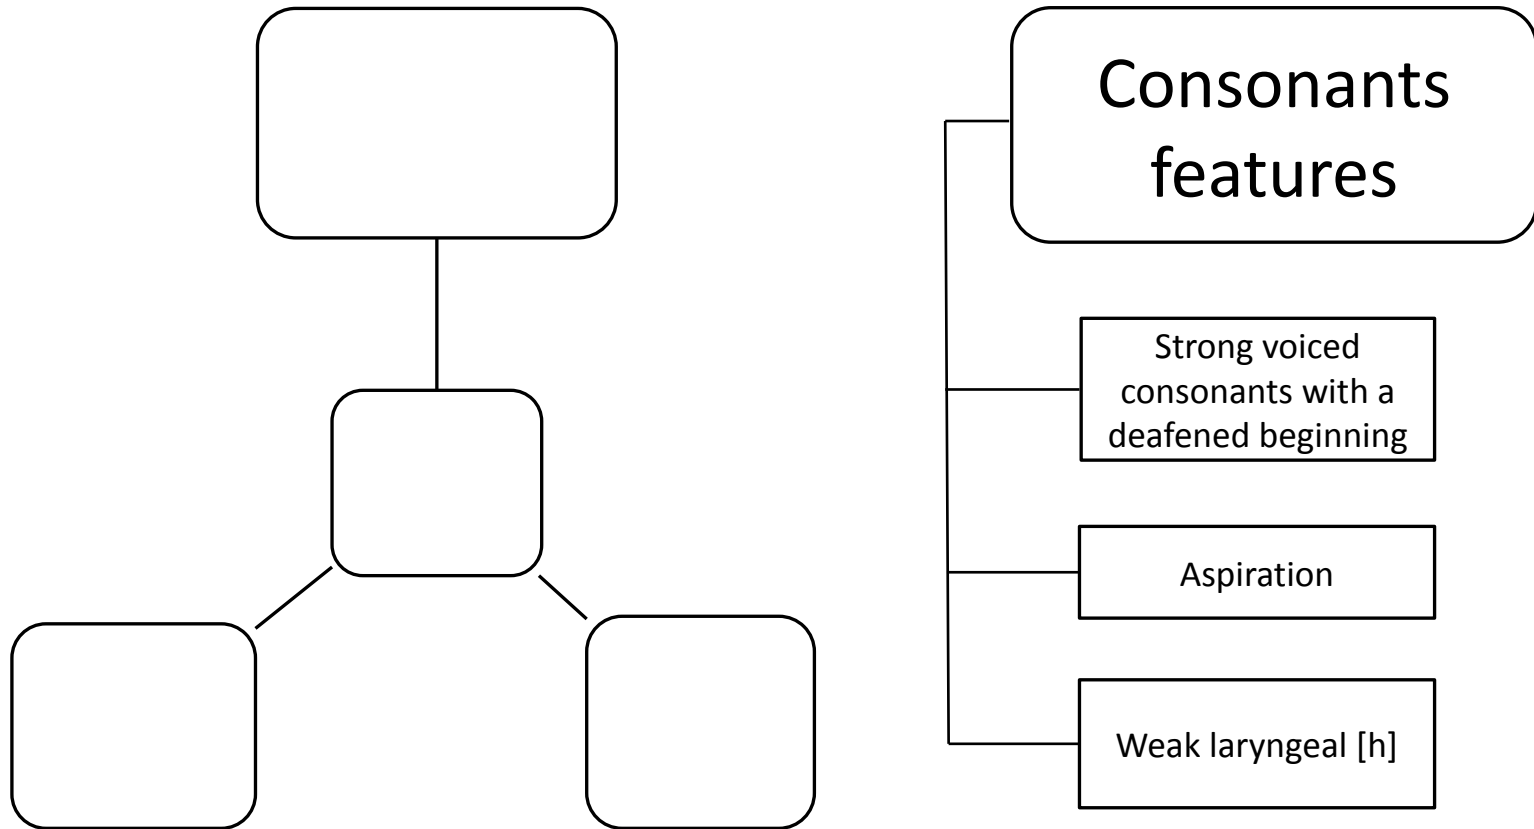 Consonants
features
Strong voiced
consonants with a
deafened beginning
Aspiration
Weak laryngeal [h]